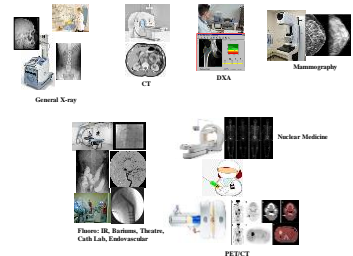 General X-ray
CT
DXA
Mammography
Nuclear Medicine
Fluoro: IR, Bariums, Theatre,
Cath Lab, Endovascular
PET/CT